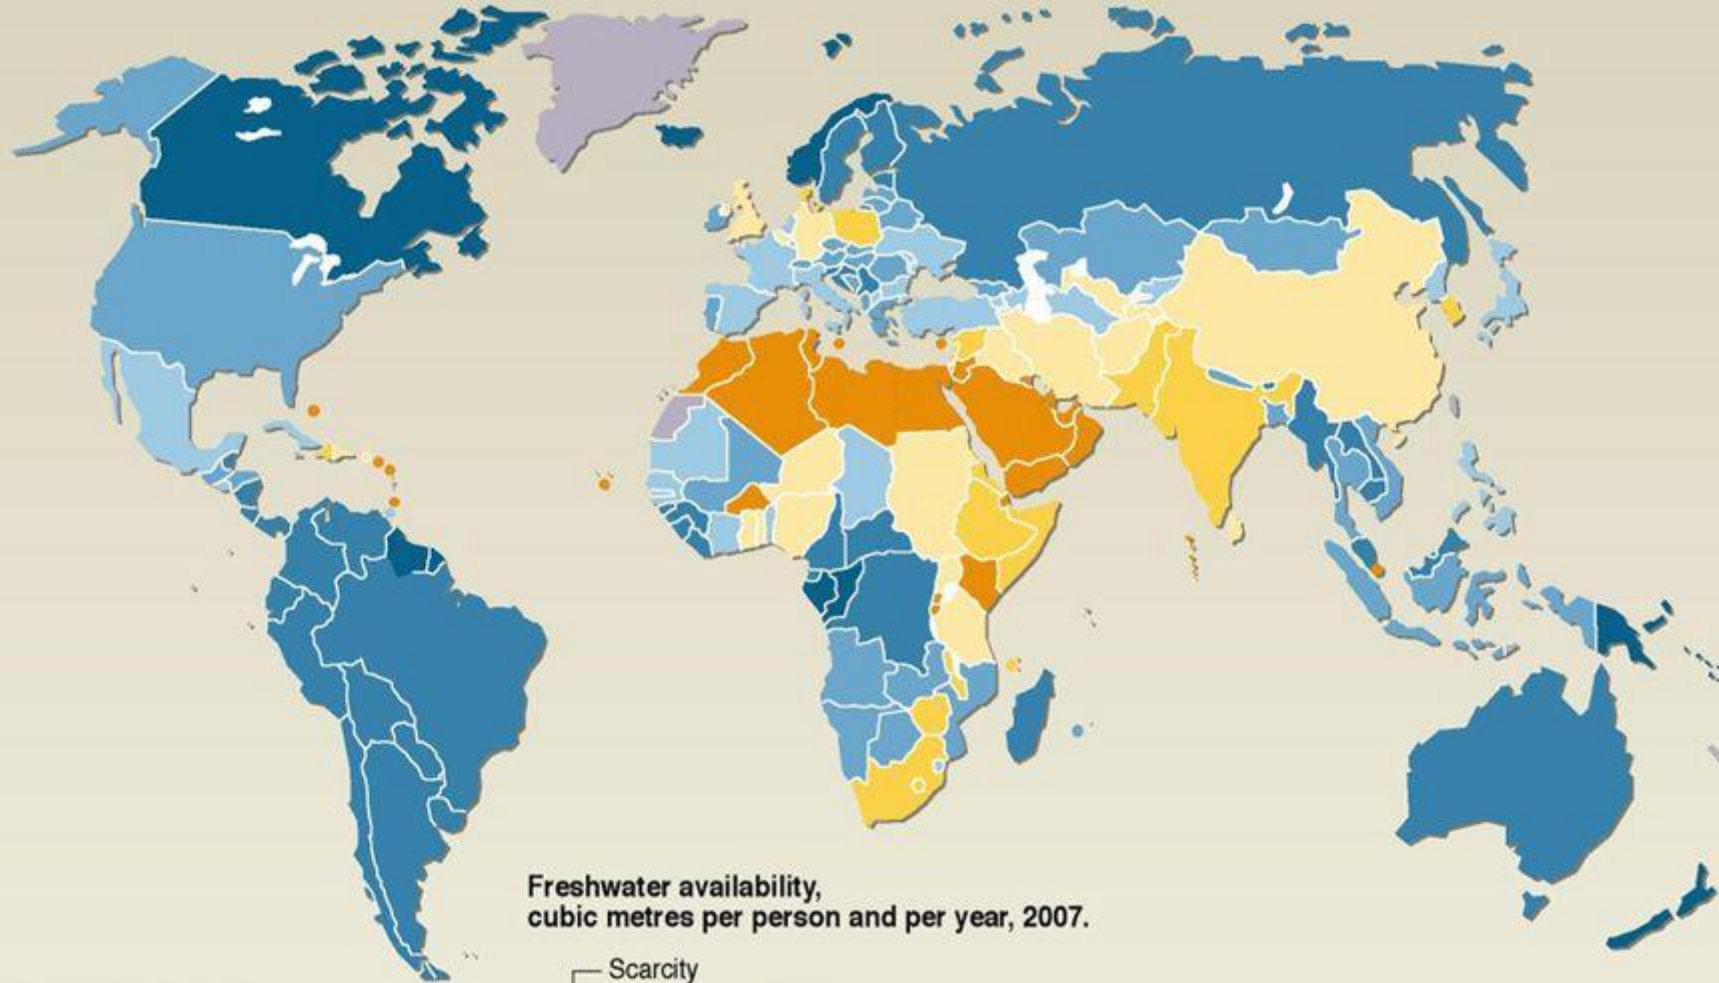 Freshwater availability,
cubic metres per person and per year, 2007.
Scarcity